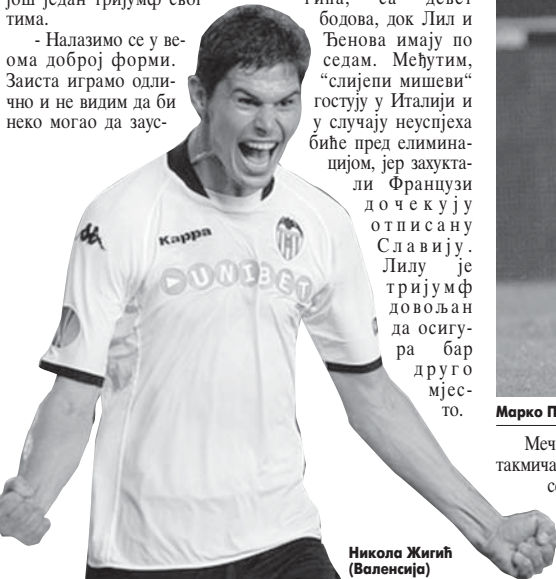 још један тријумф свог
тима.
- Налазимо се у ве-
ома доброј форми.
Заиста играмо одли-
чно и не видим да би
неко могао да заус-
бодова, док Лил и
Ђенова имају по
седам. Међутим,
“слијепи мишеви“
гостују у Италији и
у случају неуспјеха
биће пред елимина-
цијом, јер захукта-
ли Французи
дочекују
отписану
Славију.
Лилу је
тријумф
довољан
да осигу-
ра бар
друго
мјес-
то.
Kappa
UNIBET
Никола Жигић
(Валенсија)
Марко П
Меч
такмича